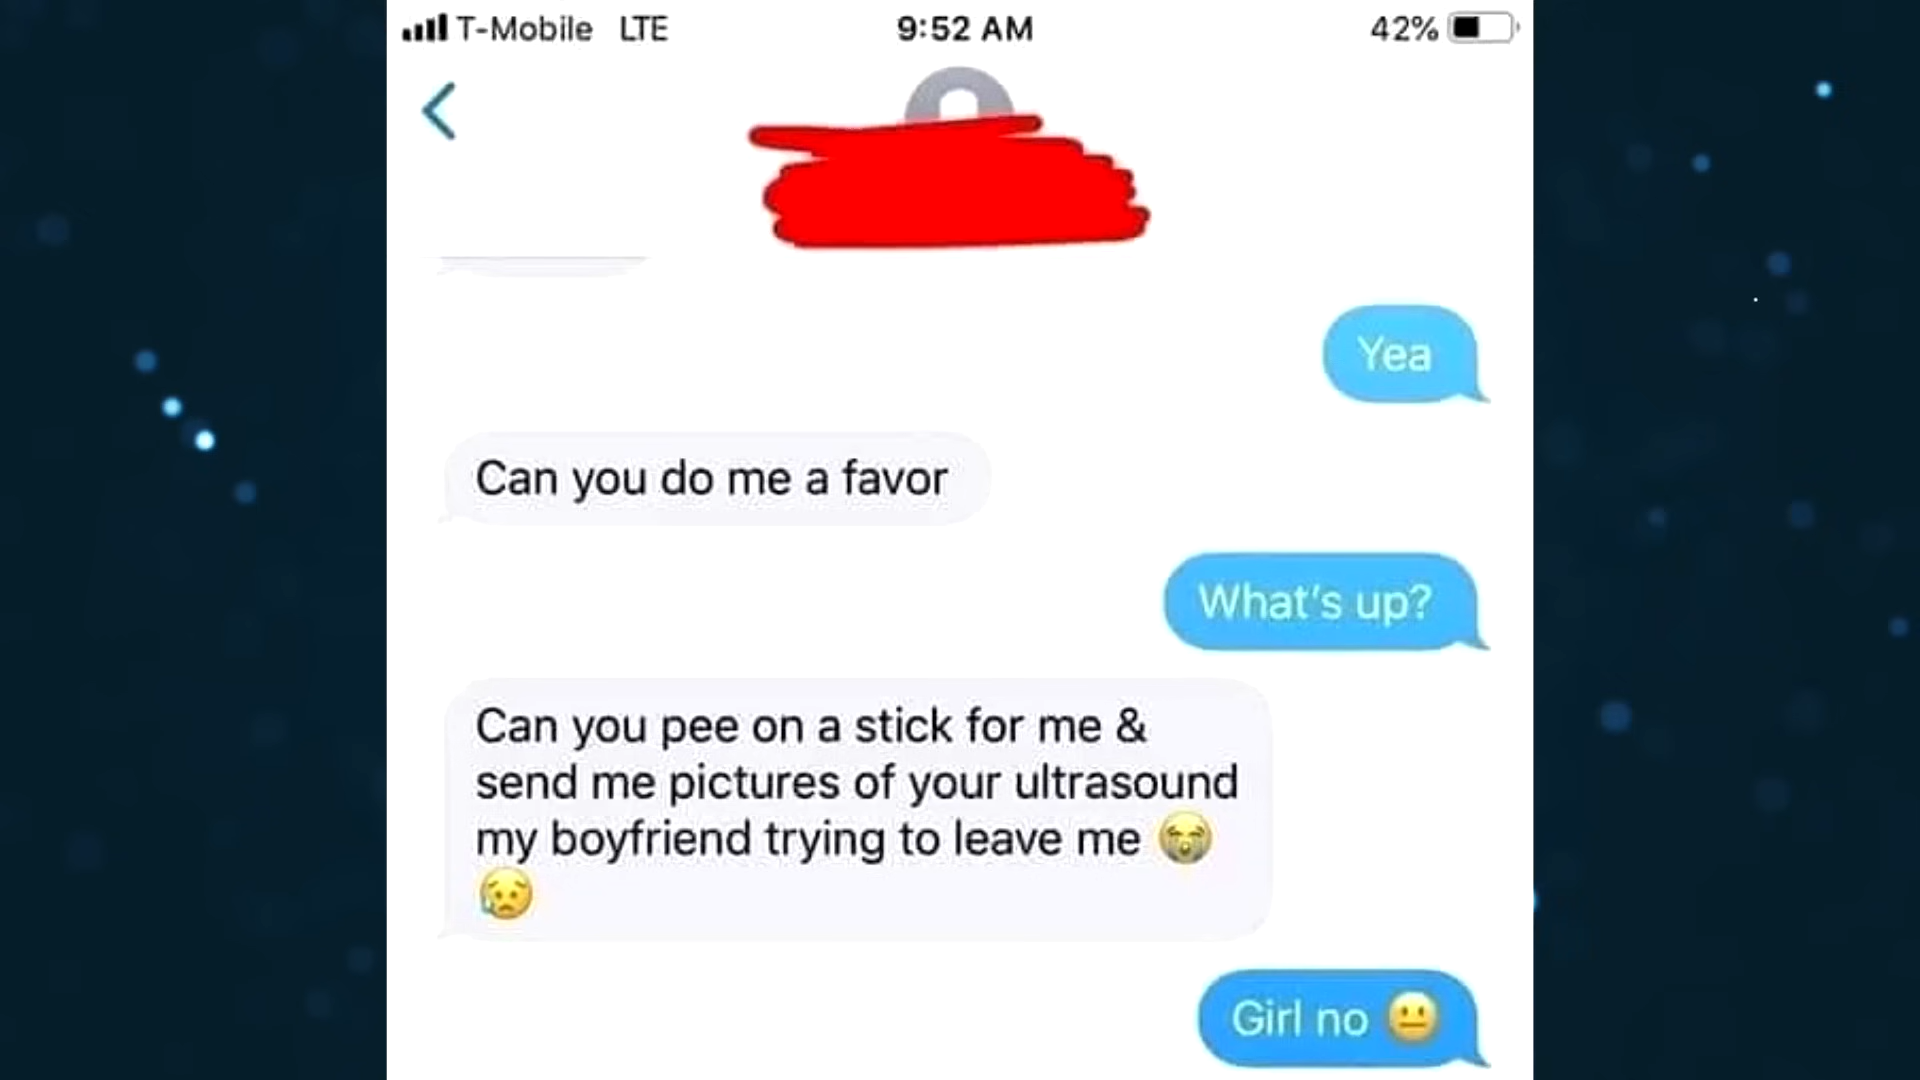 T-Mobile LTE 9:52 AM 42%
Yea
Can you do me a favor
What's up?
Can you pee on a stick for me &
send me pictures of your ultrasound
my boyfriend trying to leave me 😭
😥
Girl no 😐